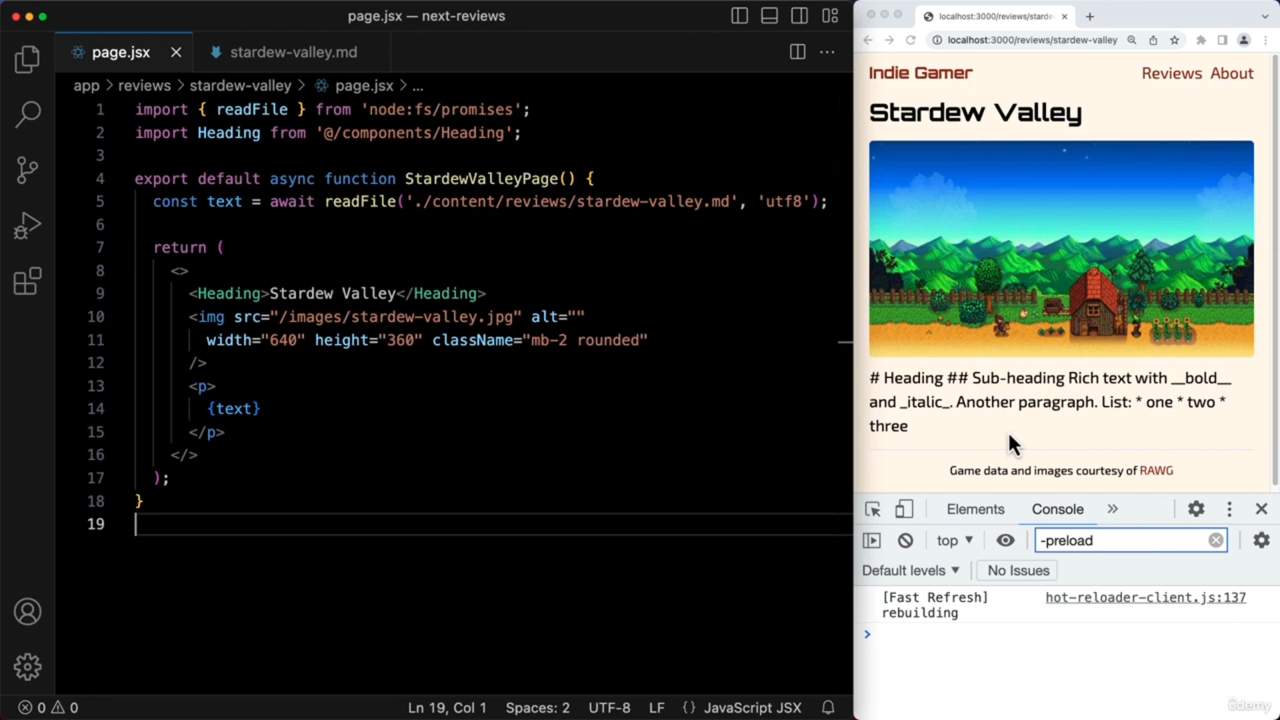 page.jsx — next-reviews
page.jsx
stardew-valley.md
app > reviews > stardew-valley > page.jsx > ...
1 import { readFile } from 'node:fs/promises';
2 import Heading from '@/components/Heading';
3
4 export default async function StardewValleyPage() {
5 const text = await readFile('./content/reviews/stardew-valley.md', 'utf8');
6
7 return (
8 <>
9 <Heading>Stardew Valley</Heading>
10 <img src="/images/stardew-valley.jpg" alt=""
11 width="640" height="360" className="mb-2 rounded"
12 />
13 <p>
14 {text}
15 </p>
16 </>
17 );
18 }
19
0 0
Ln 19, Col 1 Spaces: 2 UTF-8 LF {} JavaScript JSX
localhost:3000/reviews/stardew
localhost:3000/reviews/stardew-valley
Indie Gamer
Reviews About
Stardew Valley
# Heading ## Sub-heading Rich text with __bold__
and _italic_. Another paragraph. List: * one * two *
three
Game data and images courtesy of RAWG
Elements Console
top -preload
Default levels No Issues
[Fast Refresh] hot-reloader-client.js:137
rebuilding
ûdemy